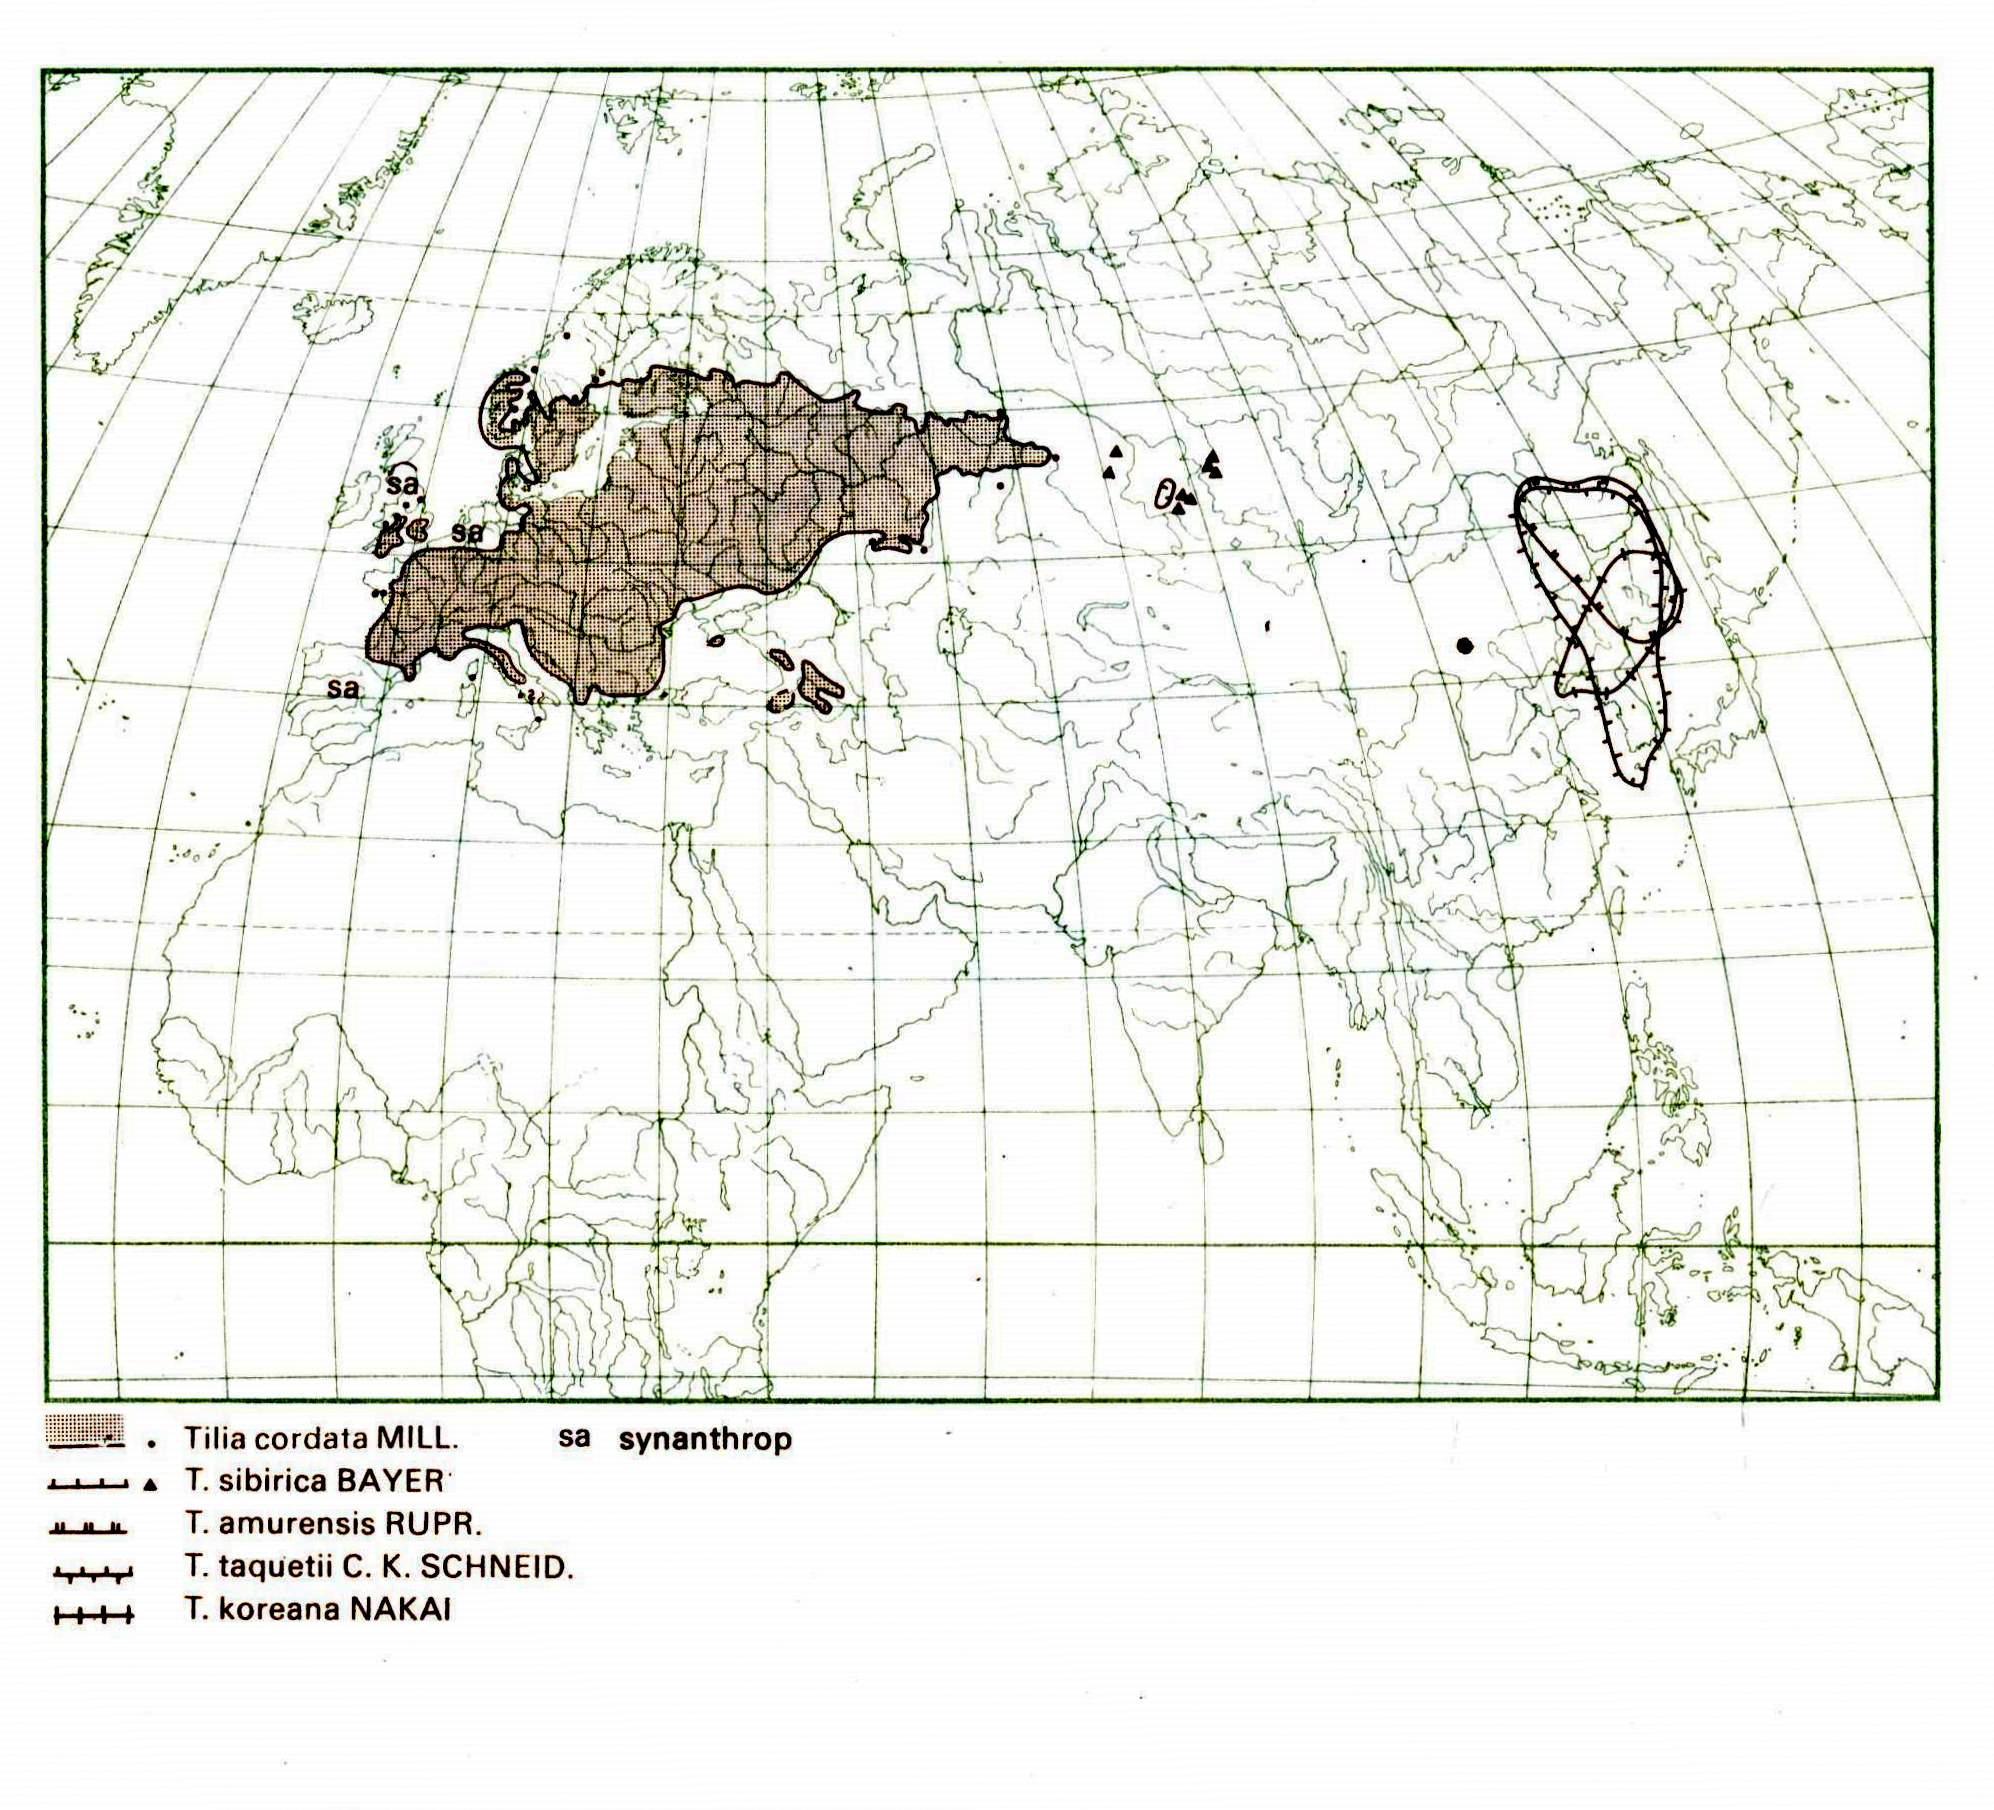 sa
sa
sa
Tilia cordata MILL. sa synanthrop
T. sibirica BAYER
T. amurensis RUPR.
T. taquetii C. K. SCHNEID.
T. koreana NAKAI